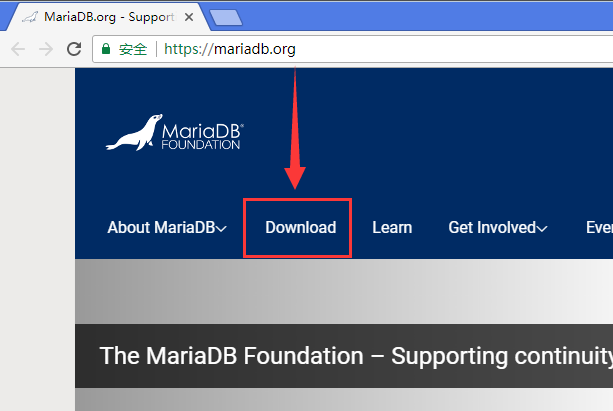 MariaDB.org - Support
安全 https://mariadb.org
MariaDB®
FOUNDATION
About MariaDB Download Learn Get Involved Eve
The MariaDB Foundation – Supporting continuity